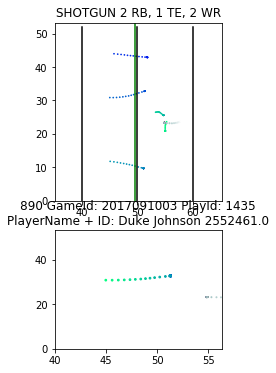 SHOTGUN 2 RB, 1 TE, 2 WR
50
40
30
20
10
0
40 50 60
890 GameId: 2017091003 PlayId: 1435
PlayerName + ID: Duke Johnson 2552461.0
40
20
0
40 45 50 55